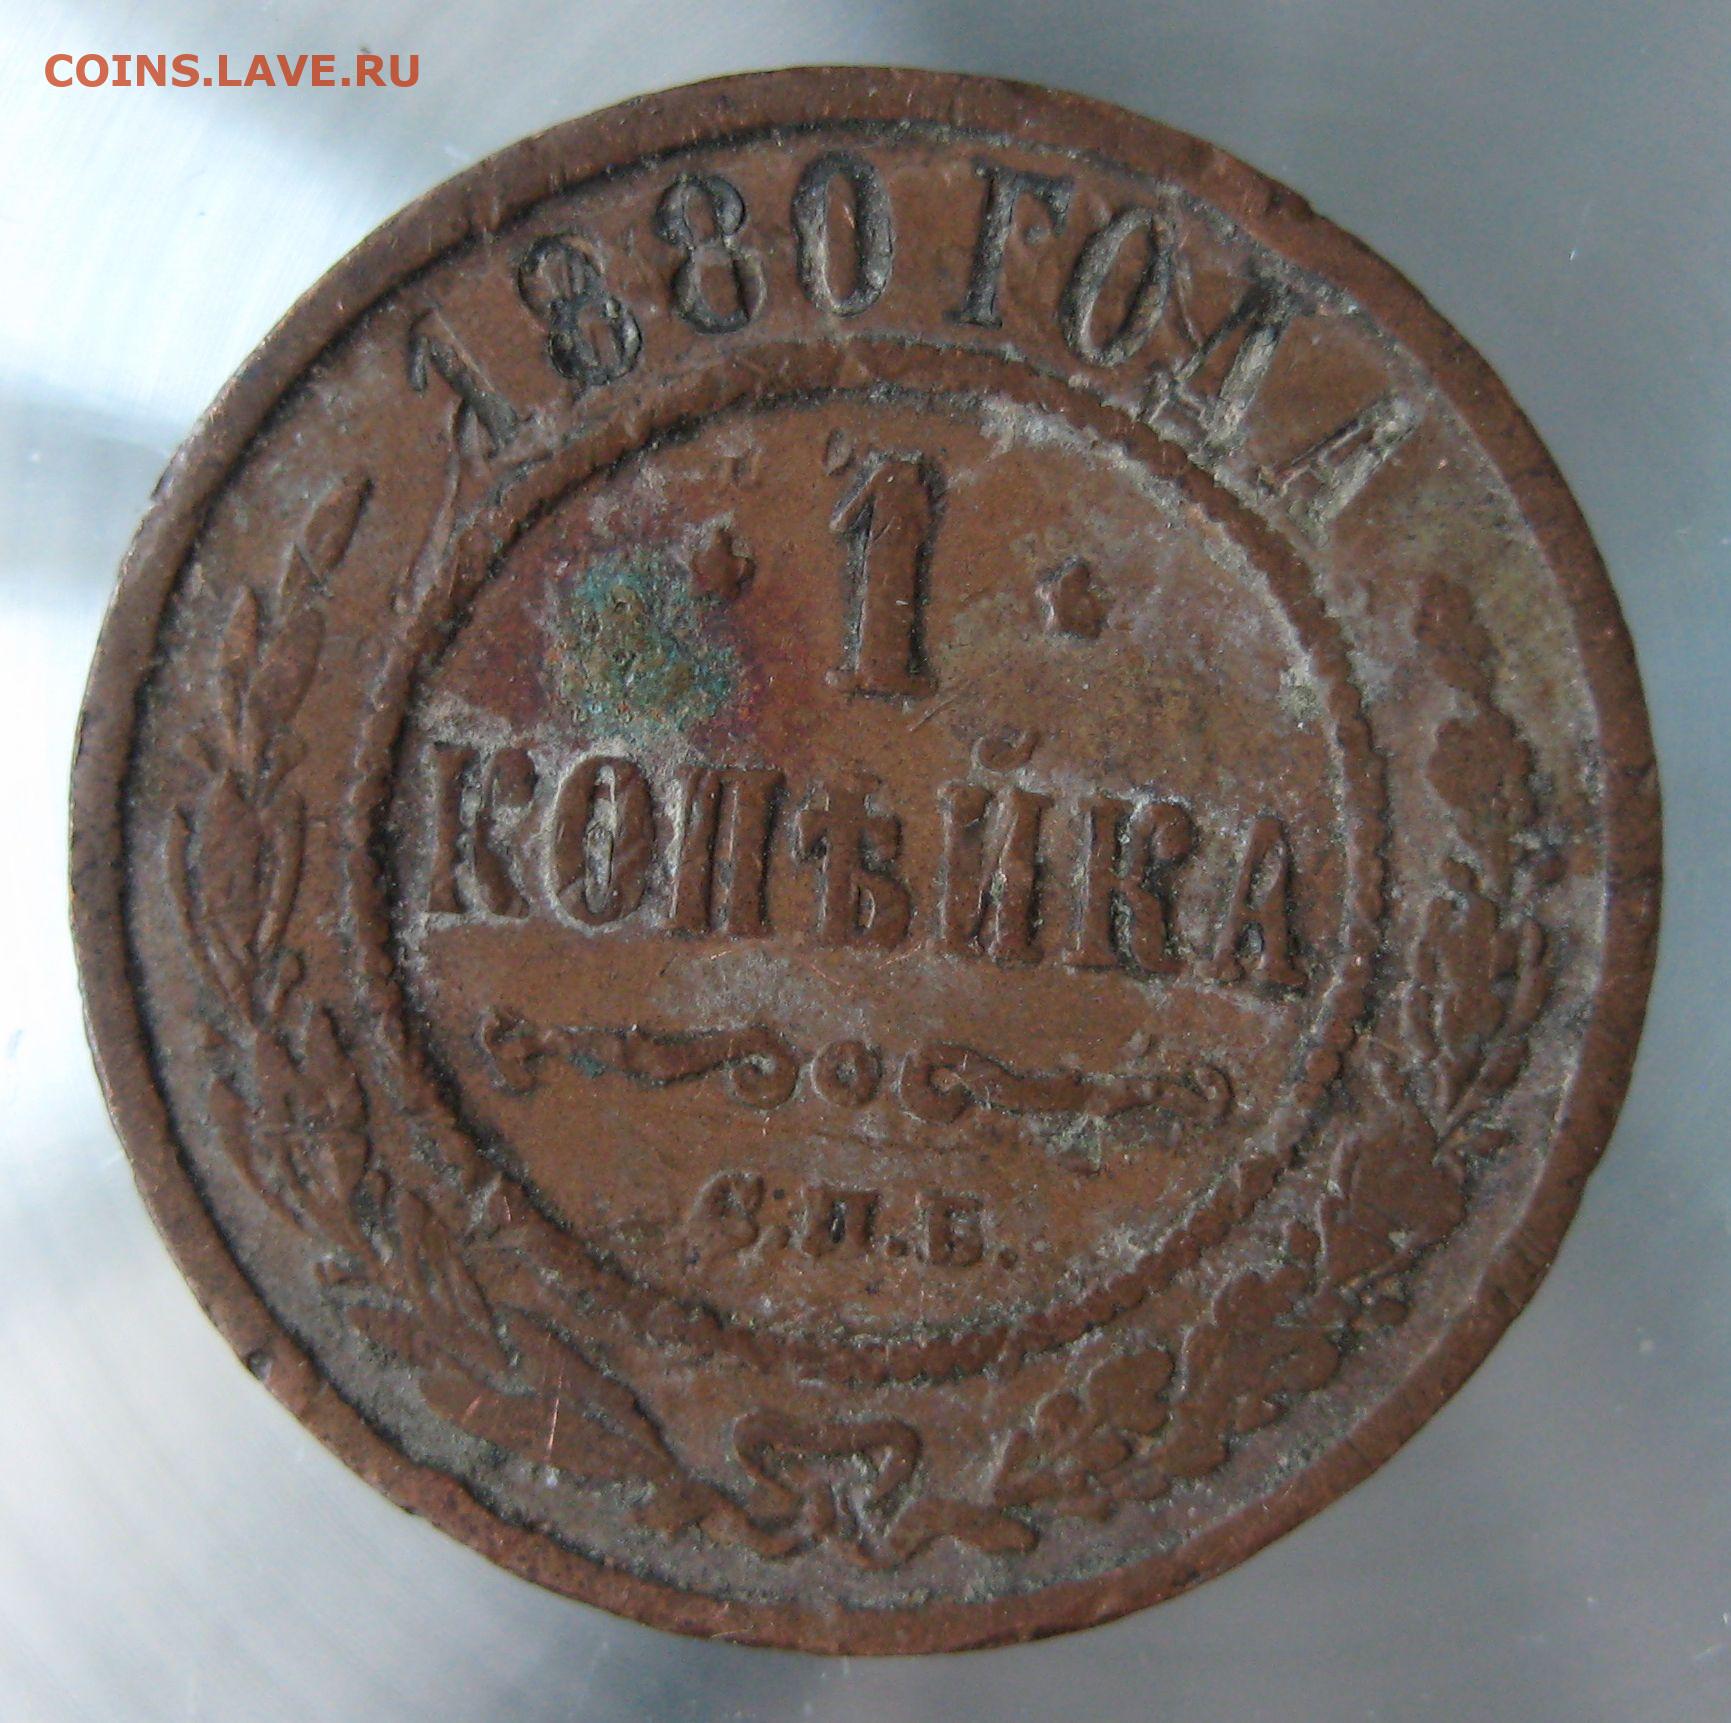 COINS.LAVE.RU
1880 ГОДА
1
КОПѢЙКА
С.П.Б.